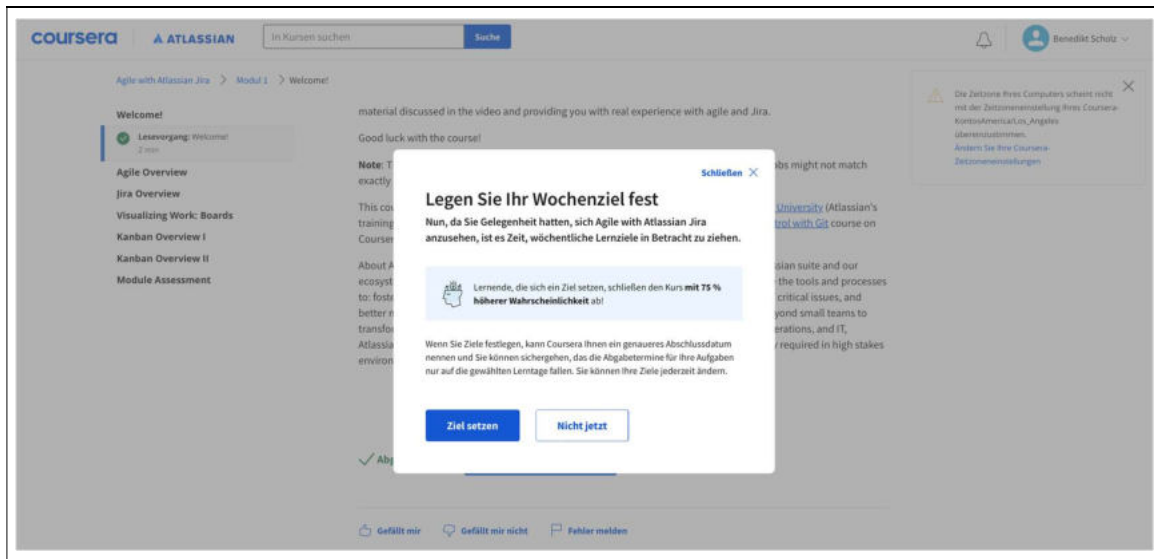 coursera
ATLASSIAN
In Kursen suchen
Suche
Benedikt Scholz
Agile with Atlassian Jira > Modul 1 > Welcome!
Welcome!
Lesevorgang: Welcome!
2 min
Agile Overview
Jira Overview
Visualizing Work: Boards
Kanban Overview I
Kanban Overview II
Module Assessment
material discussed in the video and providing you with real experience with agile and Jira.
Good luck with the course!
Note: T
obs might not match
exactly
This cou
University (Atlassian's
training
trol with Git course on
Courser
About A
ssian suite and our
ecosyst
the tools and processes
to: foste
critical issues, and
better m
yond small teams to
transfo
erations, and IT,
Atlassia
required in high stakes
environ
Schließen
Legen Sie Ihr Wochenziel fest
Nun, da Sie Gelegenheit hatten, sich Agile with Atlassian Jira
anzusehen, ist es Zeit, wöchentliche Lernziele in Betracht zu ziehen.
Lernende, die sich ein Ziel setzen, schließen den Kurs mit 75 %
höherer Wahrscheinlichkeit ab!
Wenn Sie Ziele festlegen, kann Coursera Ihnen ein genaueres Abschlussdatum
nennen und Sie können sichergehen, das die Abgabetermine für Ihre Aufgaben
nur auf die gewählten Lerntage fallen. Sie können Ihre Ziele jederzeit ändern.
Ziel setzen
Nicht jetzt
Gefällt mir
Gefällt mir nicht
Fehler melden
Die Zeitzone Ihres Computers scheint nicht
mit der Zeitzoneneinstellung Ihres Coursera-
KontosAmerica/Los_Angeles
übereinzustimmen.
Ändern Sie Ihre Coursera-
Zeitzoneneinstellungen